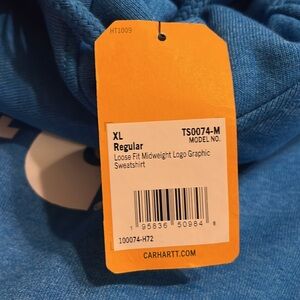 HT1009
XL TS0074-M
Regular MODEL NO.
Loose Fit Midweight Logo Graphic
Sweatshirt
1 95836 50984 8
100074-H72
CARHARTT.COM